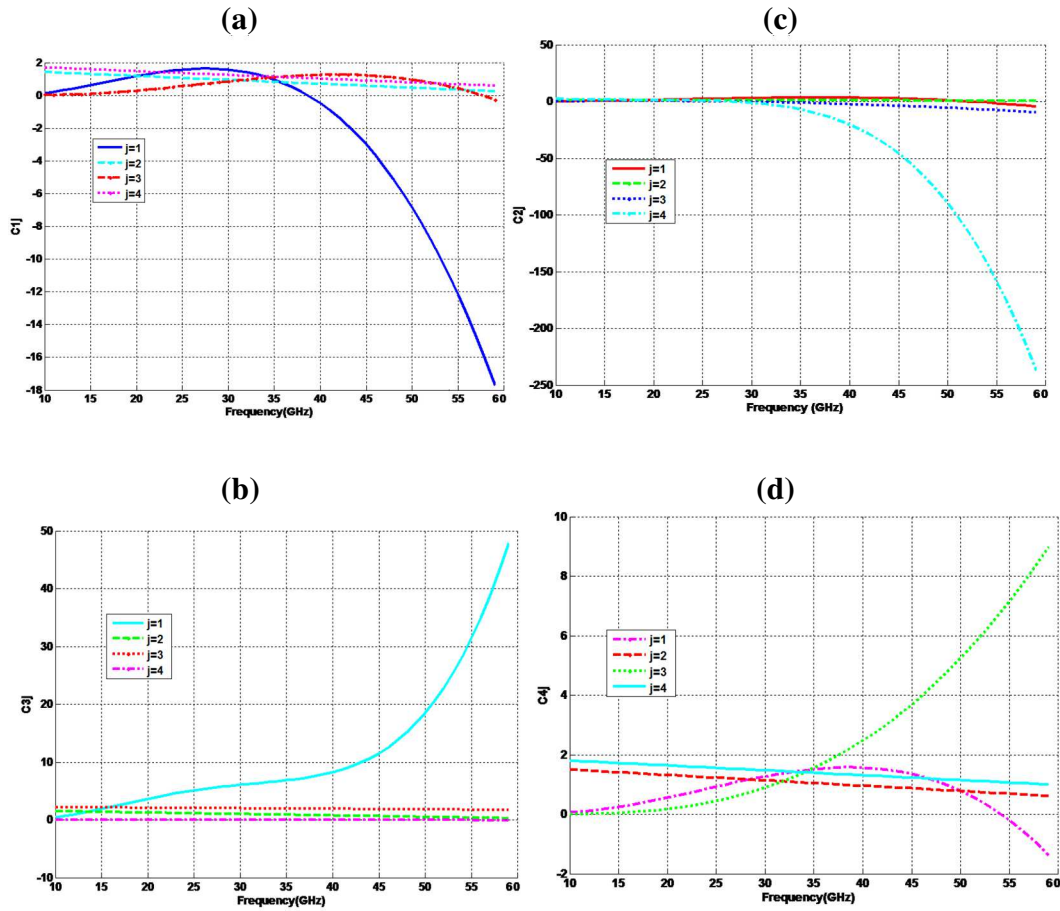 (a)
2
0
-2
-4
-6
-8
-10
-12
-14
-16
-18
C1j
j=1
j=2
j=3
j=4
10 15 20 25 30 35 40 45 50 55 60
Frequency(GHz)
(c)
50
0
-50
-100
-150
-200
-250
C2j
j=1
j=2
j=3
j=4
10 15 20 25 30 35 40 45 50 55 60
Frequency (GHz)
(b)
50
40
30
20
10
0
-10
C3j
j=1
j=2
j=3
j=4
10 15 20 25 30 35 40 45 50 55 60
Frequency(GHz)
(d)
10
8
6
4
2
0
-2
C4j
j=1
j=2
j=3
j=4
10 15 20 25 30 35 40 45 50 55 60
Frequency(GHz)